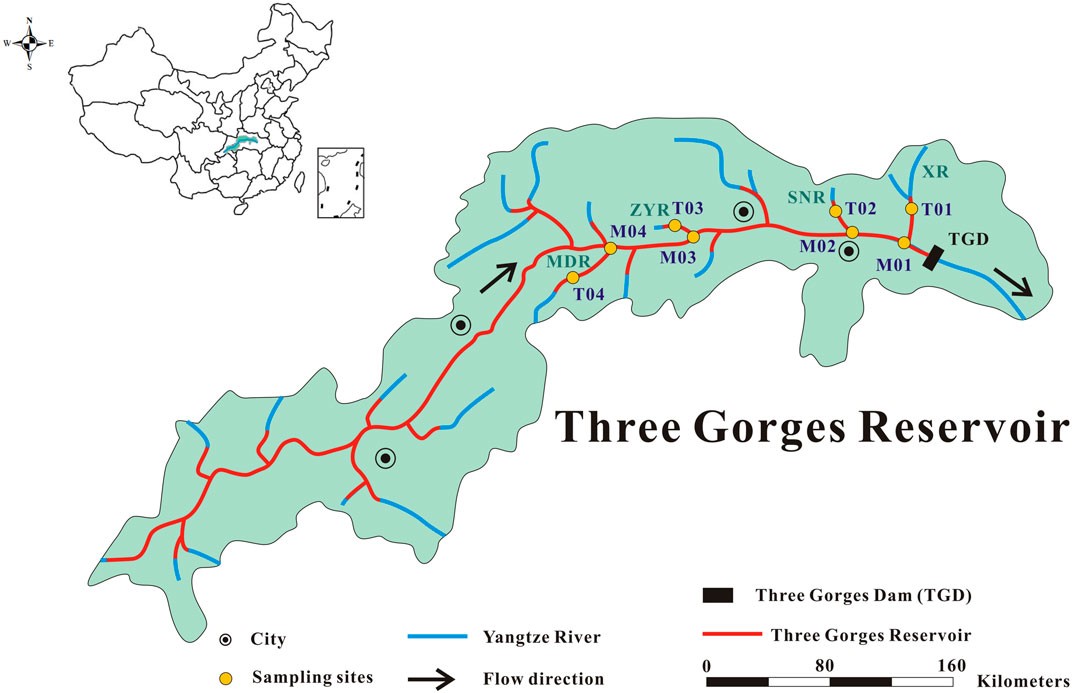 N
W E
S
XR
SNR
ZYR T03
T02
T01
M04
TGD
M02
M03
M01
MDR
T04
Three Gorges Reservoir
Three Gorges Dam (TGD)
City
Yangtze River
Three Gorges Reservoir
Sampling sites
Flow direction
0 80 160
Kilometers